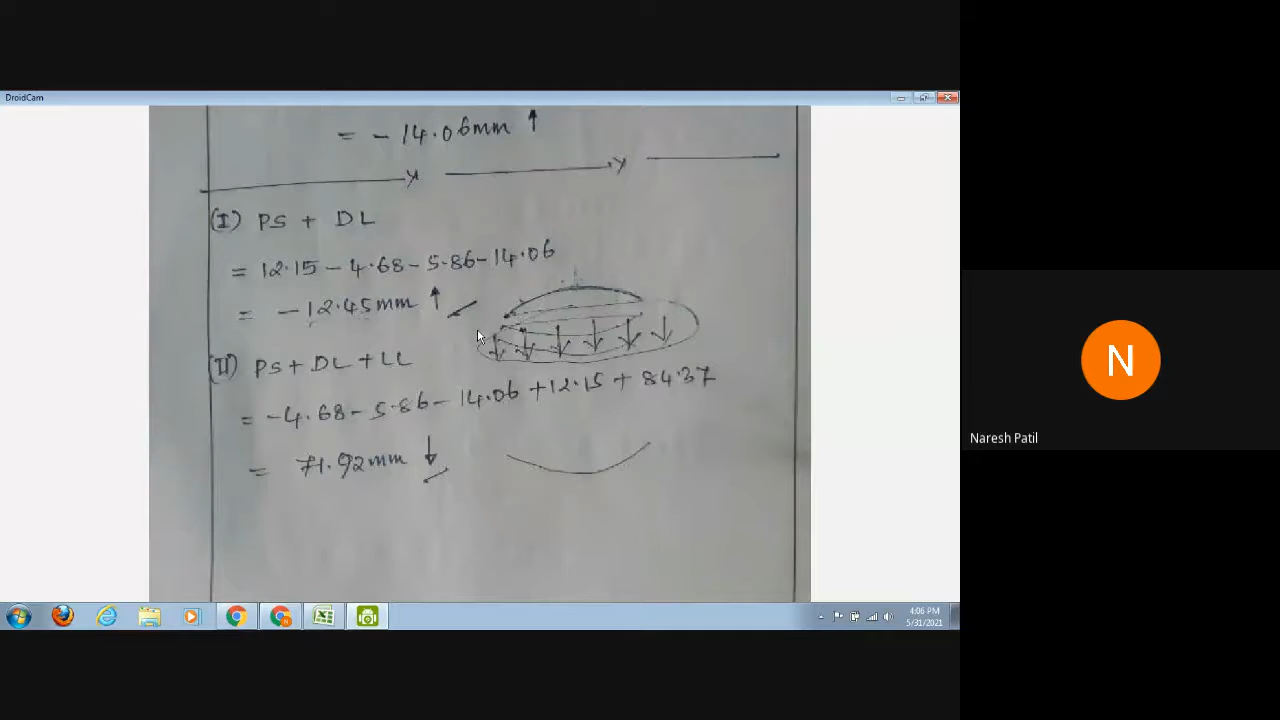 DroidCam
= - 14.06mm ↑
(I) PS + DL
= 12.15 - 4.68 - 5.86 - 14.06
= - 12.45mm ↑
(II) PS + DL + LL
= -4.68 - 5.86 - 14.06 + 12.15 + 84.37
= 71.92mm ↓
N
Naresh Patil
4:06 PM
5/31/2021